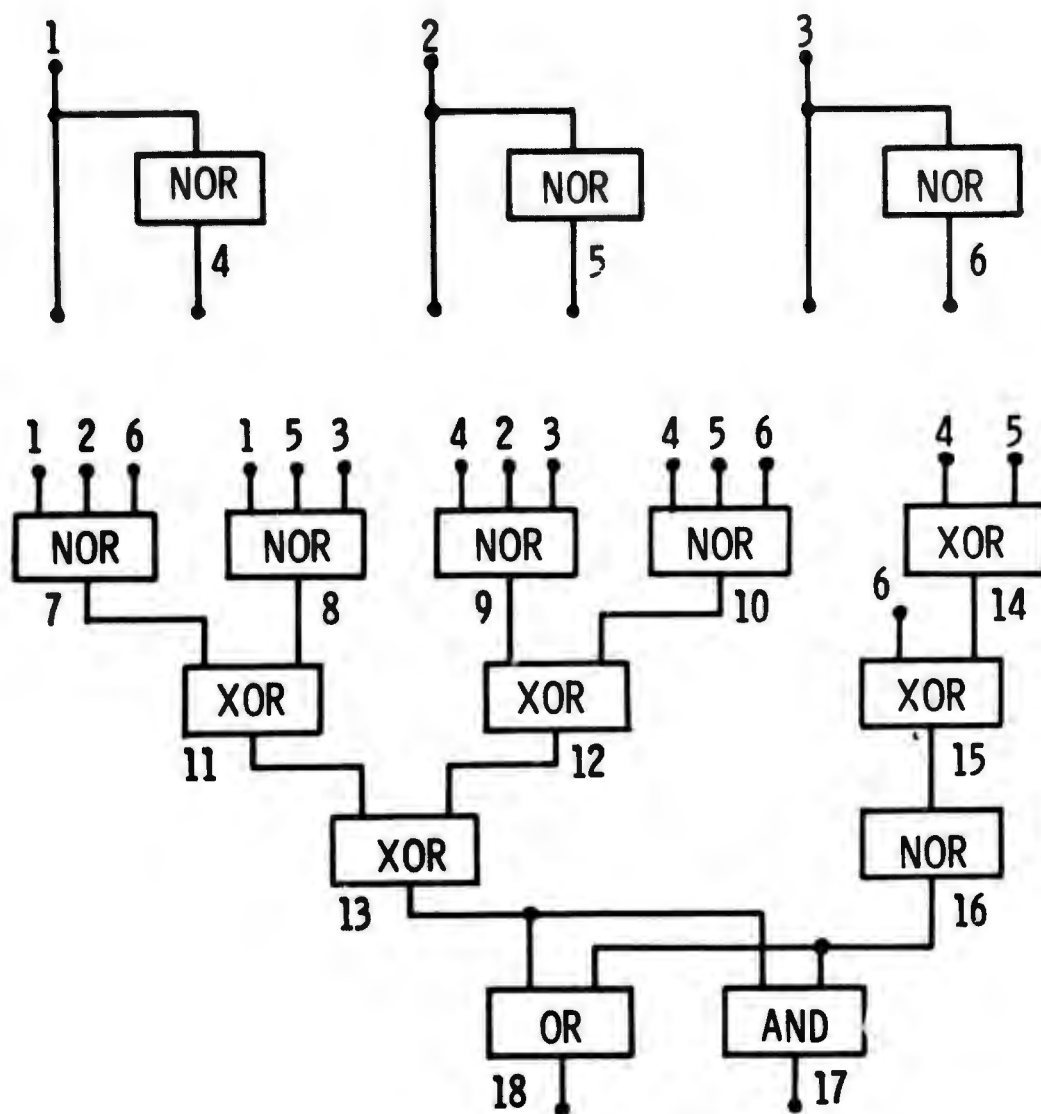 1 2 3
NOR NOR NOR
4 5 6
1 2 6 1 5 3 4 2 3 4 5 6 4 5
NOR NOR NOR NOR XOR
7 8 9 10 6 14
XOR XOR XOR
11 12 15
XOR NOR
13 16
OR AND
18 17